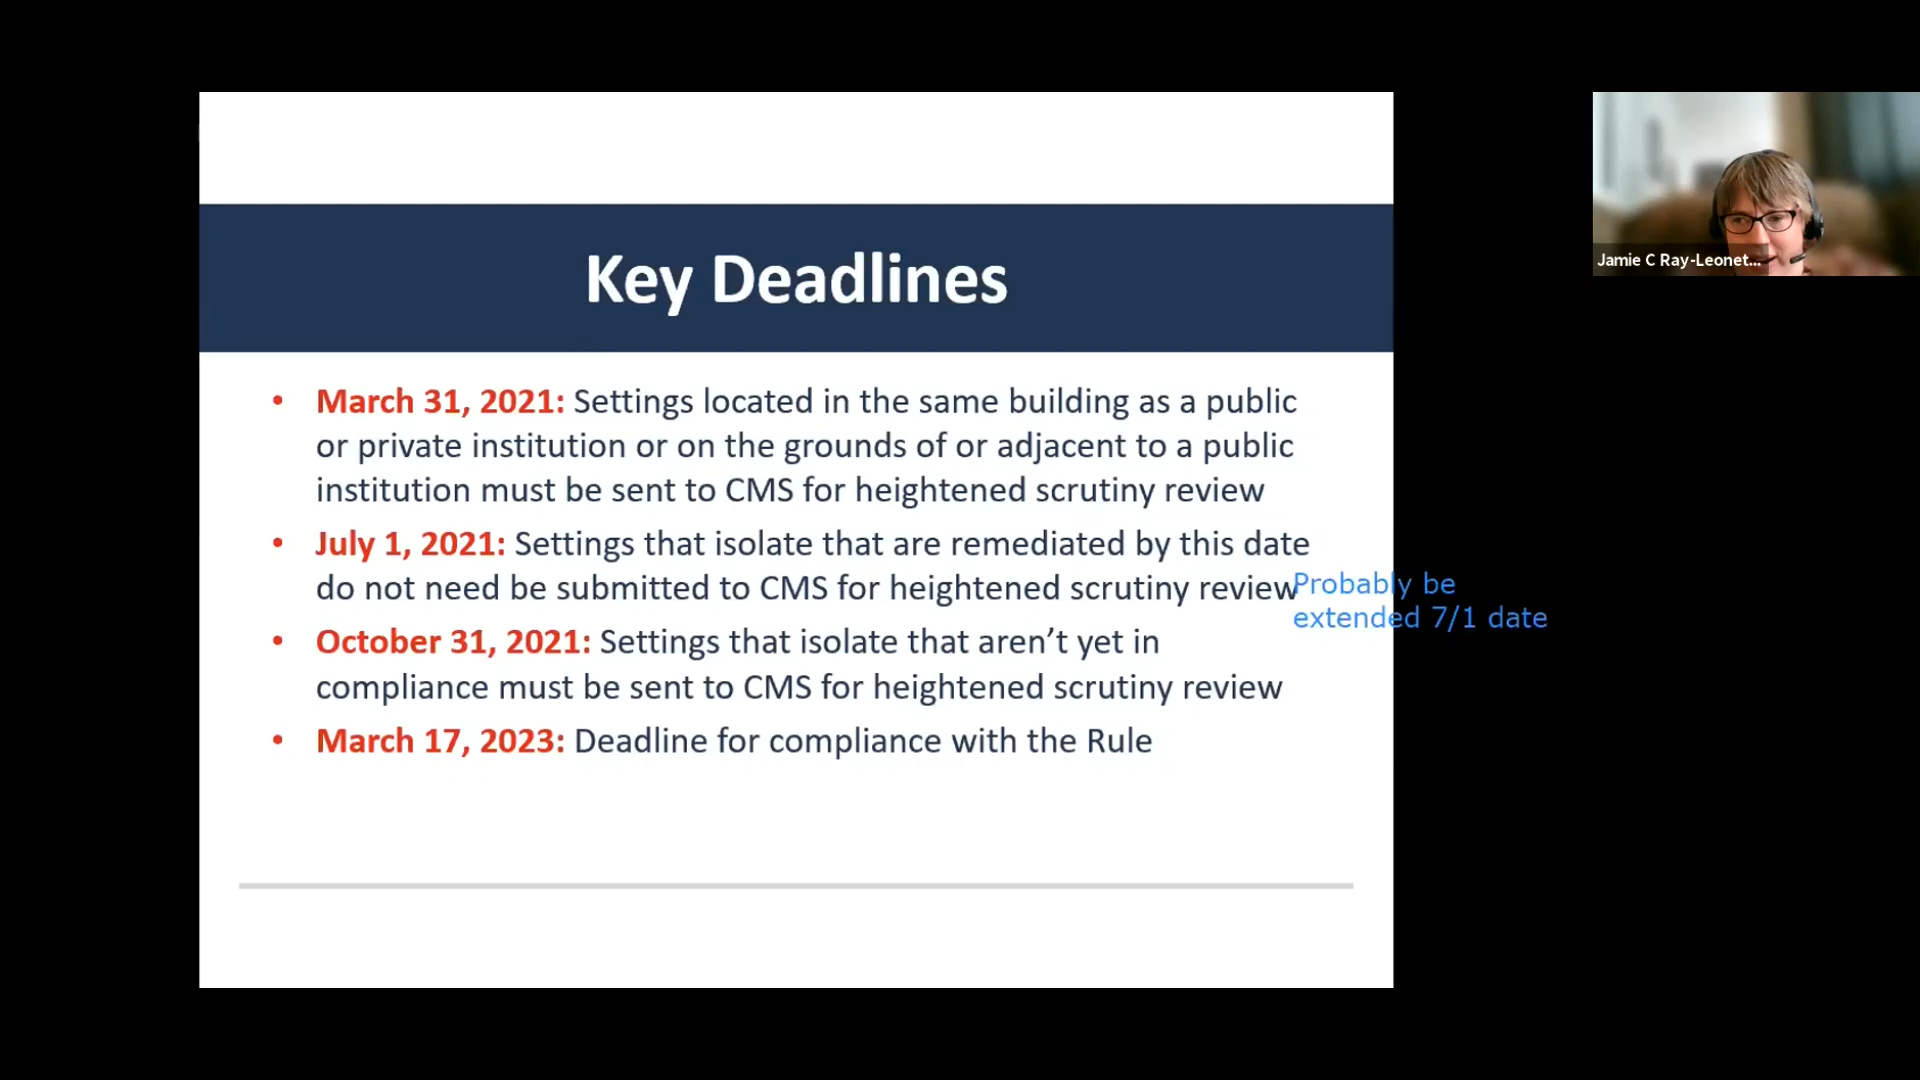 Key Deadlines
• March 31, 2021: Settings located in the same building as a public
or private institution or on the grounds of or adjacent to a public
institution must be sent to CMS for heightened scrutiny review
• July 1, 2021: Settings that isolate that are remediated by this date
do not need be submitted to CMS for heightened scrutiny review
Probably be
extended 7/1 date
• October 31, 2021: Settings that isolate that aren’t yet in
compliance must be sent to CMS for heightened scrutiny review
• March 17, 2023: Deadline for compliance with the Rule
Jamie C Ray-Leonet...